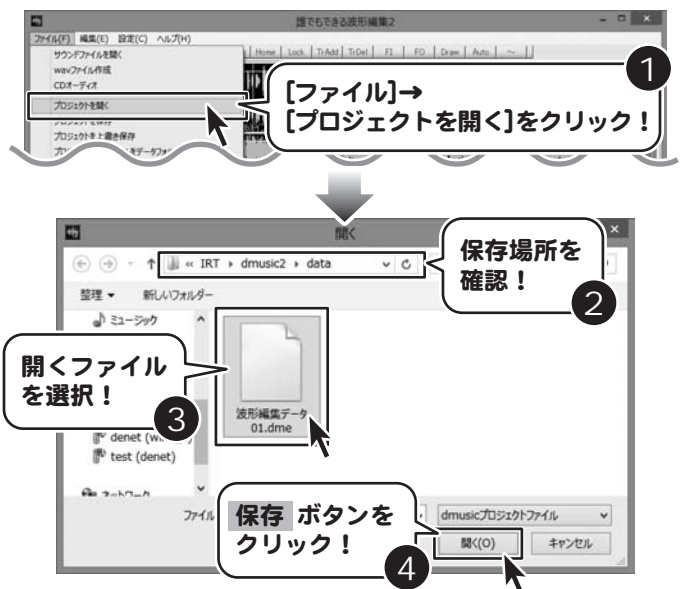 誰でもできる波形編集2
ファイル(F) 編集(E) 設定(C) ヘルプ(H)
Home Lock TrAdd TrDel FI FO Draw Auto ~
サウンドファイルを開く
wavファイル作成
CDオーディオ
プロジェクトを開く
プロジェクトを上書き保存
1
[ファイル]→
[プロジェクトを開く]をクリック!
開く
« IRT ▸ dmusic2 ▸ data
保存場所を
確認!
2
整理 ▾ 新しいフォルダー
ミュージック
開くファイル
を選択!
3
波形編集データ
01.dme
denet
test (denet)
ネットワーク
ファイル
保存 ボタンを
クリック!
4
dmusicプロジェクトファイル
開く(O) キャンセル